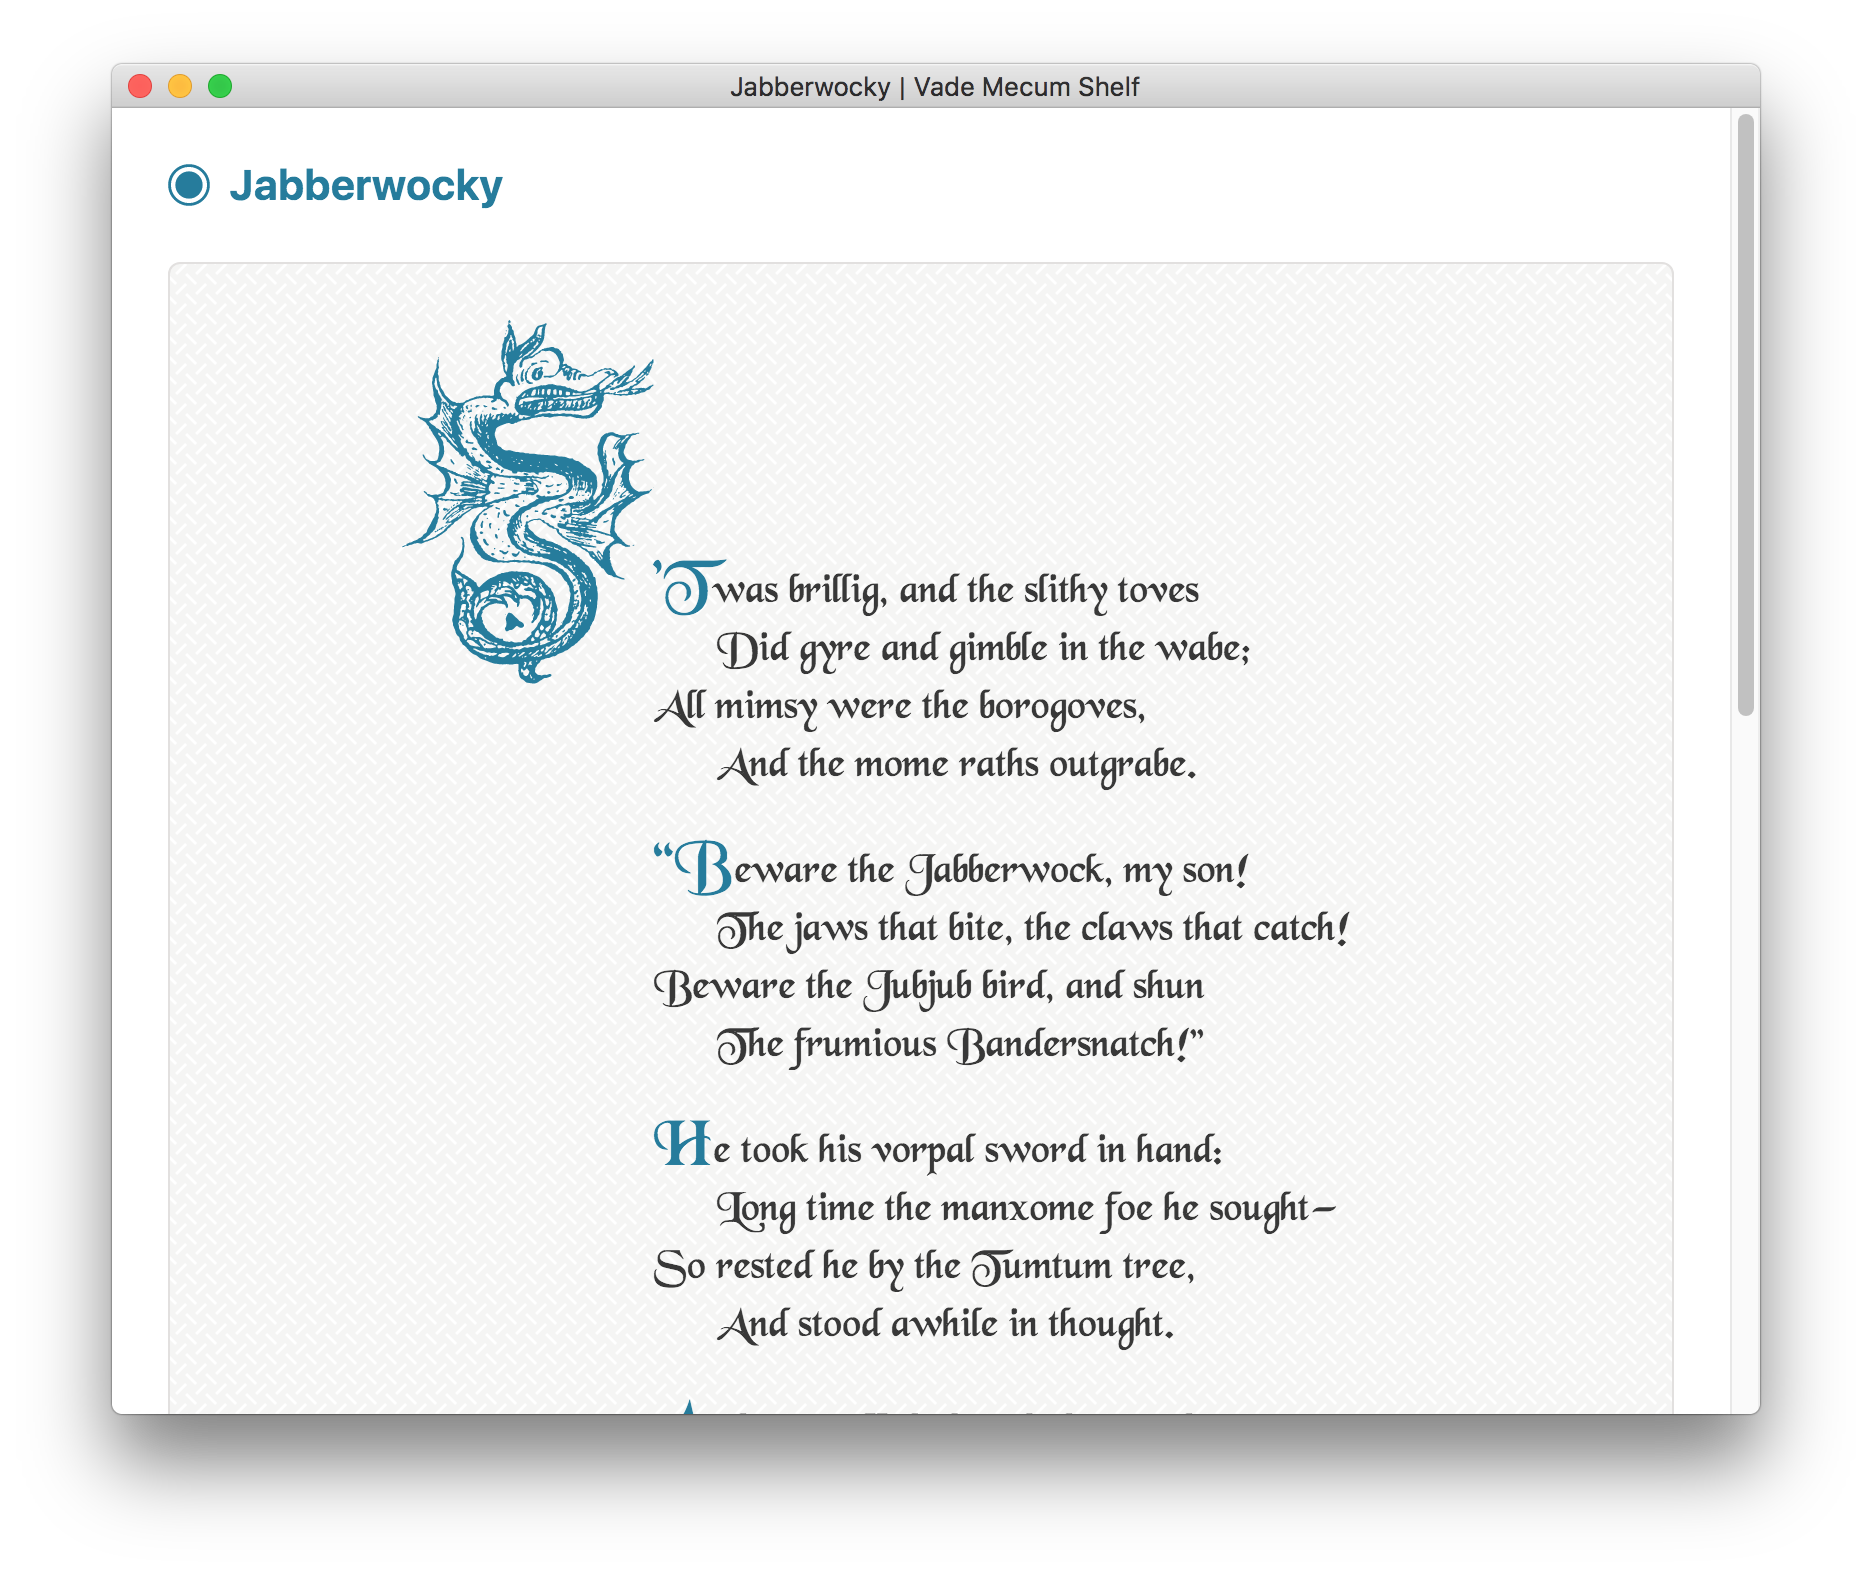 Jabberwocky | Vade Mecum Shelf
Jabberwocky
’Twas brillig, and the slithy toves
Did gyre and gimble in the wabe;
All mimsy were the borogoves,
And the mome raths outgrabe.
“Beware the Jabberwock, my son!
The jaws that bite, the claws that catch!
Beware the Jubjub bird, and shun
The frumious Bandersnatch!”
He took his vorpal sword in hand:
Long time the manxome foe he sought—
So rested he by the Tumtum tree,
And stood awhile in thought.